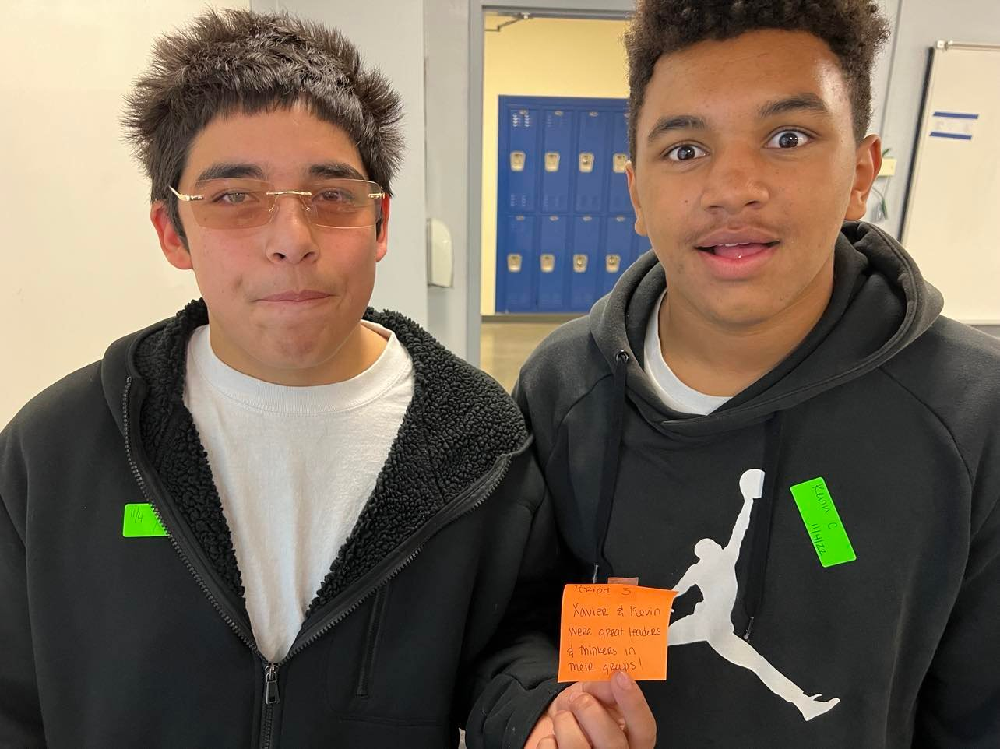 11/4
Kevin C
11/4/22
Period 3
Xavier & Kevin
were great leaders
& thinkers in
their groups!